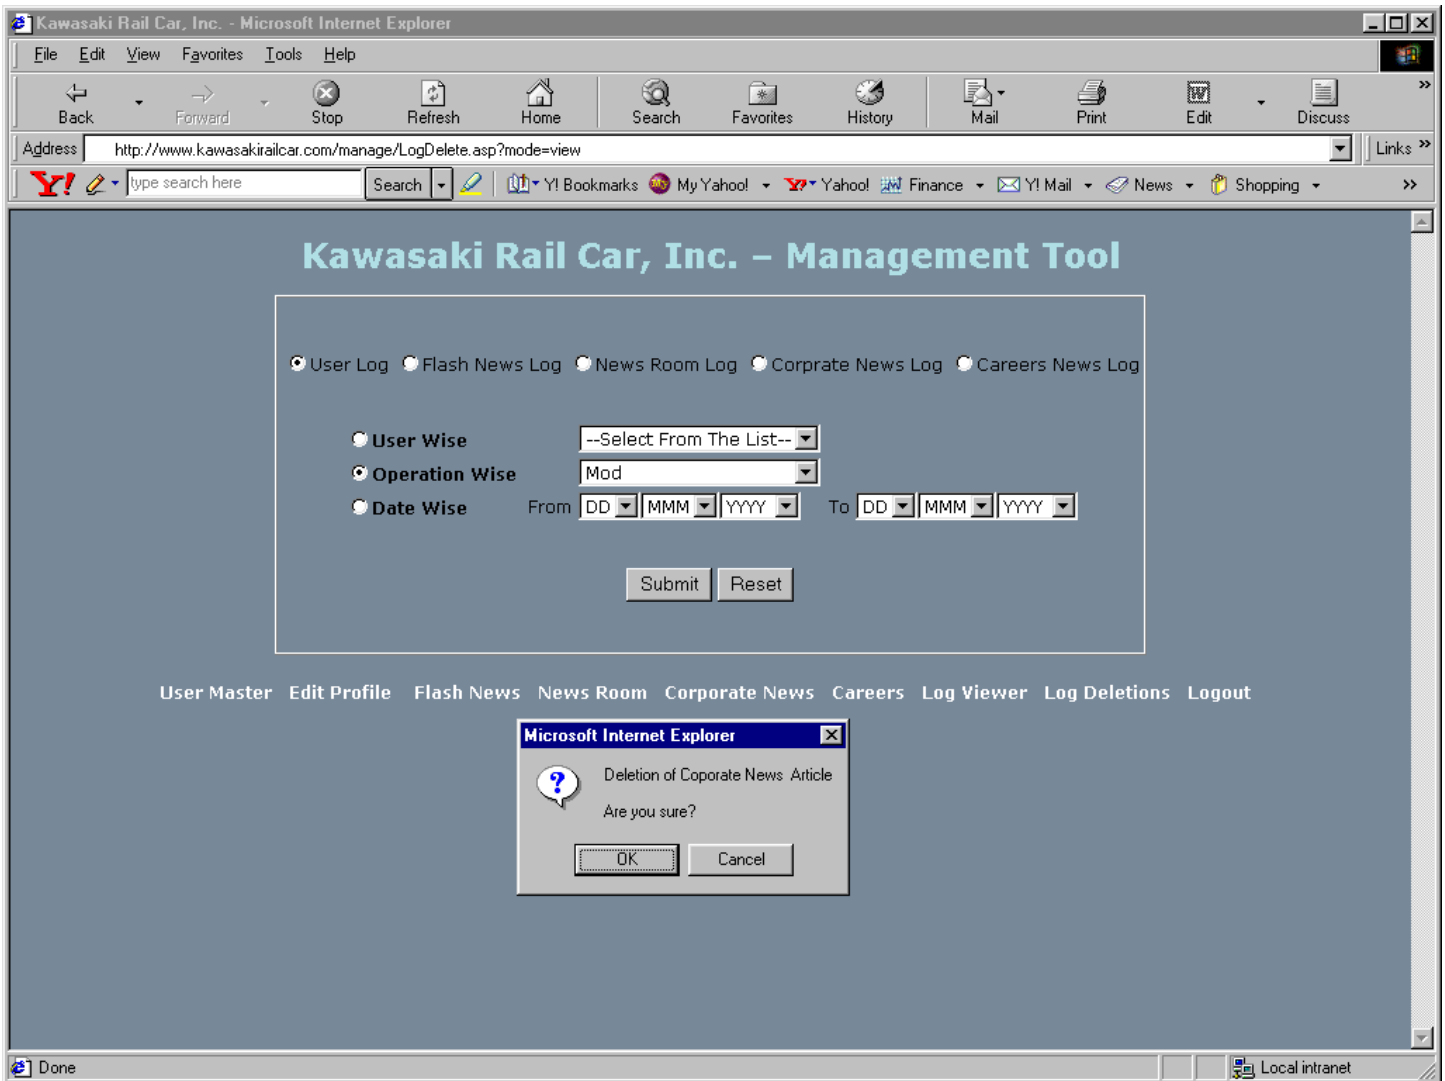 Kawasaki Rail Car, Inc. - Microsoft Internet Explorer
File Edit View Favorites Tools Help
Back Forward Stop Refresh Home Search Favorites History Mail Print Edit Discuss »
Address http://www.kawasakirailcar.com/manage/LogDelete.asp?mode=view Links »
Y! type search here Search Y! Bookmarks My Yahoo! Yahoo! Finance Y! Mail News Shopping »
Kawasaki Rail Car, Inc. – Management Tool
User Log Flash News Log News Room Log Corprate News Log Careers News Log
User Wise --Select From The List--
Operation Wise Mod
Date Wise From DD MMM YYYY To DD MMM YYYY
Submit Reset
User Master Edit Profile Flash News News Room Corporate News Careers Log Viewer Log Deletions Logout
Microsoft Internet Explorer
Deletion of Coporate News Article
Are you sure?
OK Cancel
Done Local intranet